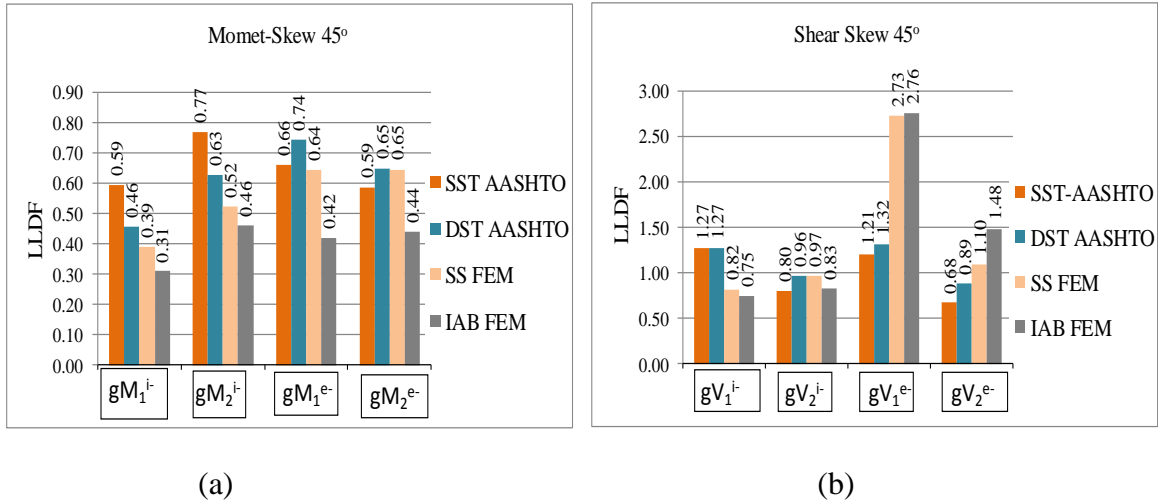 Momet-Skew 45º
LLDF
0.90
0.80
0.70
0.60
0.50
0.40
0.30
0.20
0.10
0.00
0.59
0.46
0.39
0.31
0.77
0.63
0.52
0.46
0.66
0.74
0.64
0.42
0.59
0.65
0.65
0.44
gM₁ⁱ⁻
gM₂ⁱ⁻
gM₁ᵉ⁻
gM₂ᵉ⁻
SST AASHTO
DST AASHTO
SS FEM
IAB FEM
(a)
Shear Skew 45º
LLDF
3.00
2.50
2.00
1.50
1.00
0.50
0.00
1.27
1.27
0.82
0.75
0.80
0.96
0.97
0.83
1.21
1.32
2.73
2.76
0.68
0.89
1.10
1.48
gV₁ⁱ⁻
gV₂ⁱ⁻
gV₁ᵉ⁻
gV₂ᵉ⁻
SST-AASHTO
DST AASHTO
SS FEM
IAB FEM
(b)